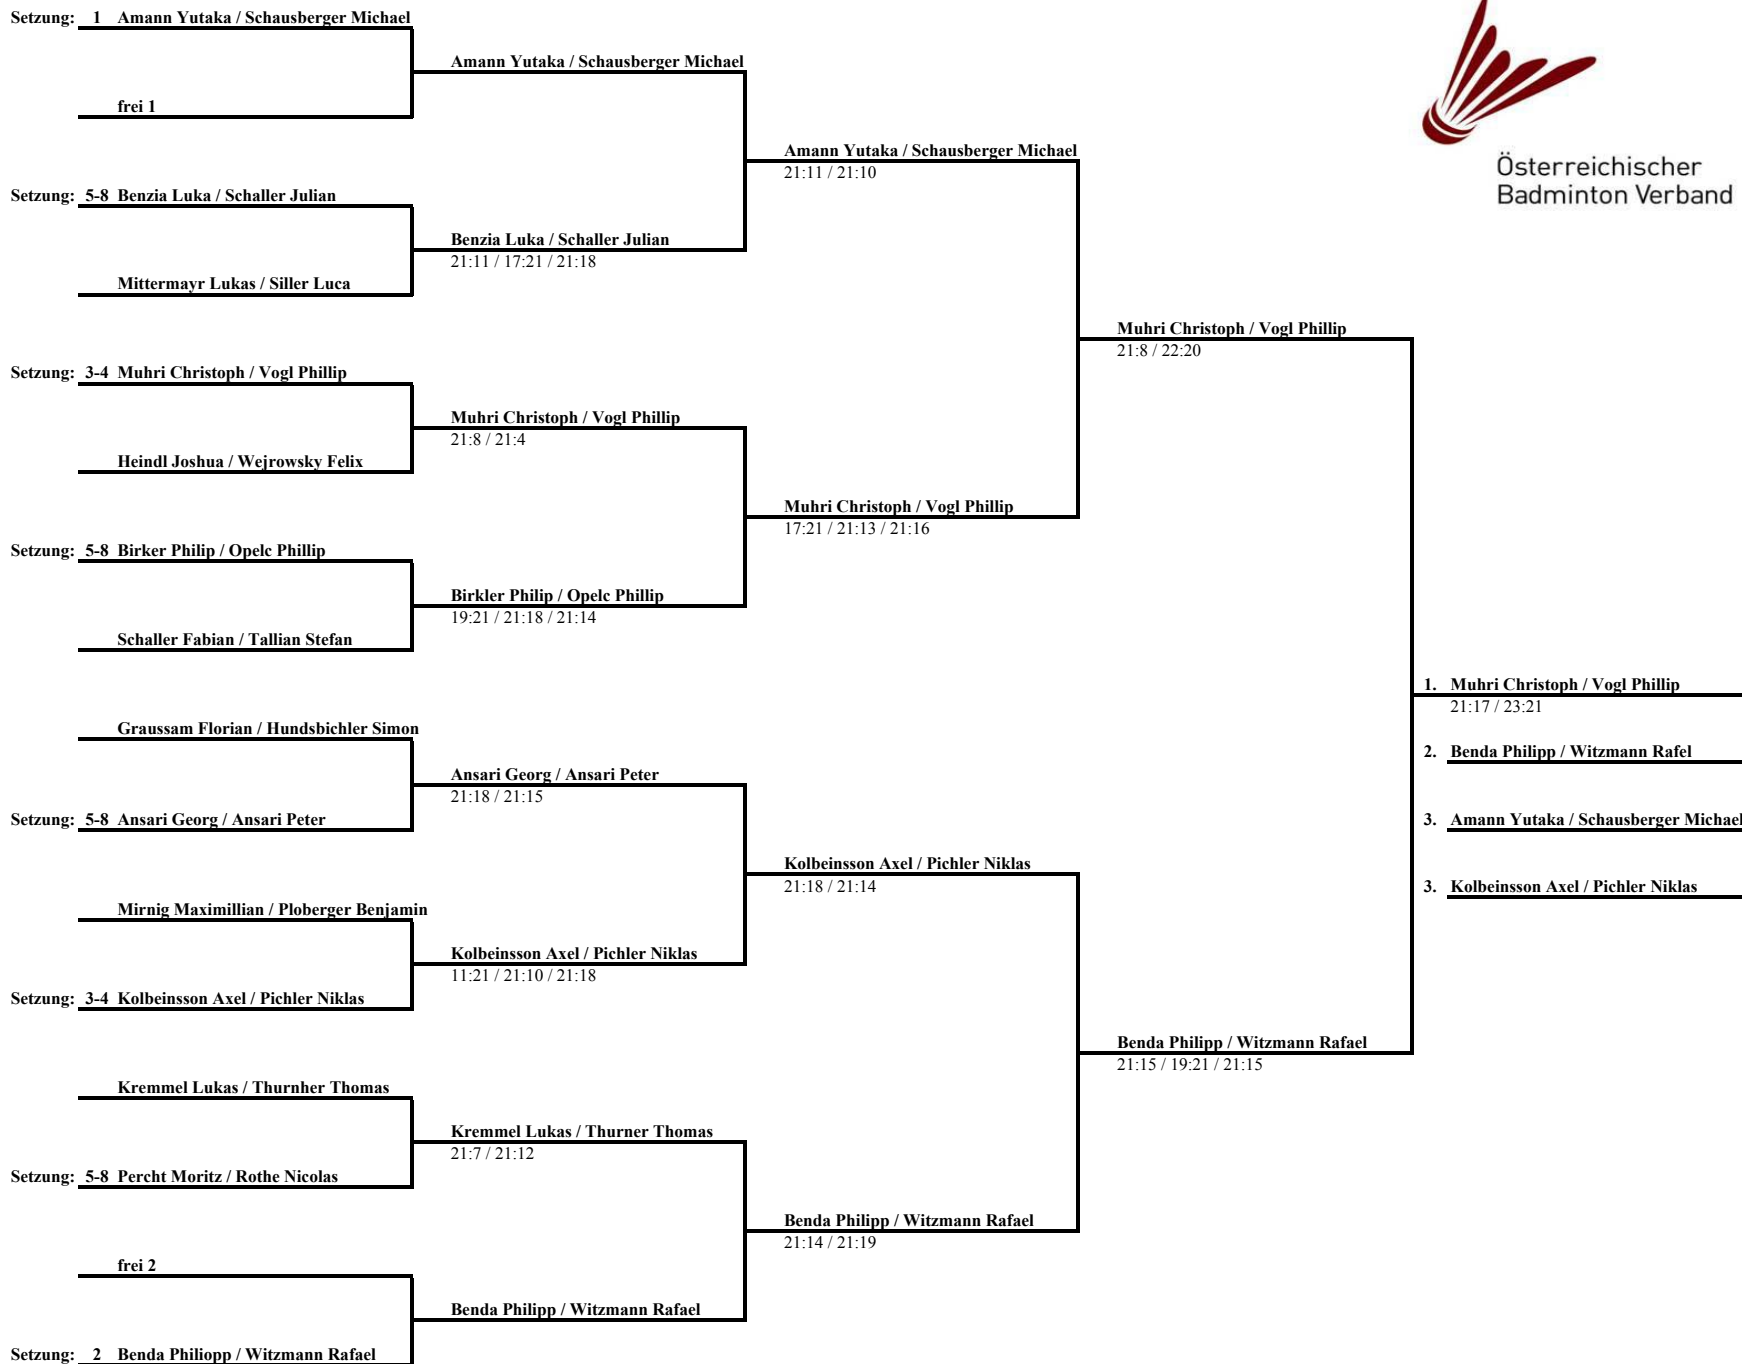 Setzung: 1 Amann Yutaka / Schausberger Michael
Amann Yutaka / Schausberger Michael
frei 1
Amann Yutaka / Schausberger Michael
21:11 / 21:10
Österreichischer
Badminton Verband
Setzung: 5-8 Benzia Luka / Schaller Julian
Benzia Luka / Schaller Julian
21:11 / 17:21 / 21:18
Mittermayr Lukas / Siller Luca
Muhri Christoph / Vogl Phillip
21:8 / 22:20
Setzung: 3-4 Muhri Christoph / Vogl Phillip
Muhri Christoph / Vogl Phillip
21:8 / 21:4
Heindl Joshua / Wejrowsky Felix
Muhri Christoph / Vogl Phillip
17:21 / 21:13 / 21:16
Setzung: 5-8 Birker Philip / Opelc Phillip
Birkler Philip / Opelc Phillip
19:21 / 21:18 / 21:14
Schaller Fabian / Tallian Stefan
1. Muhri Christoph / Vogl Phillip
21:17 / 23:21
Graussam Florian / Hundsbichler Simon
2. Benda Philipp / Witzmann Rafel
Ansari Georg / Ansari Peter
21:18 / 21:15
Setzung: 5-8 Ansari Georg / Ansari Peter
3. Amann Yutaka / Schausberger Michael
Kolbeinsson Axel / Pichler Niklas
21:18 / 21:14
3. Kolbeinsson Axel / Pichler Niklas
Mirnig Maximillian / Ploberger Benjamin
Kolbeinsson Axel / Pichler Niklas
11:21 / 21:10 / 21:18
Setzung: 3-4 Kolbeinsson Axel / Pichler Niklas
Benda Philipp / Witzmann Rafael
21:15 / 19:21 / 21:15
Kremmel Lukas / Thurnher Thomas
Kremmel Lukas / Thurner Thomas
21:7 / 21:12
Setzung: 5-8 Percht Moritz / Rothe Nicolas
Benda Philipp / Witzmann Rafael
21:14 / 21:19
frei 2
Benda Philipp / Witzmann Rafael
Setzung: 2 Benda Philiopp / Witzmann Rafael